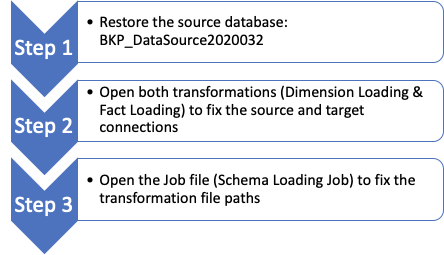 Step 1
• Restore the source database:
BKP_DataSource2020032
Step 2
• Open both transformations (Dimension Loading &
Fact Loading) to fix the source and target
connections
Step 3
• Open the Job file (Schema Loading Job) to fix the
transformation file paths